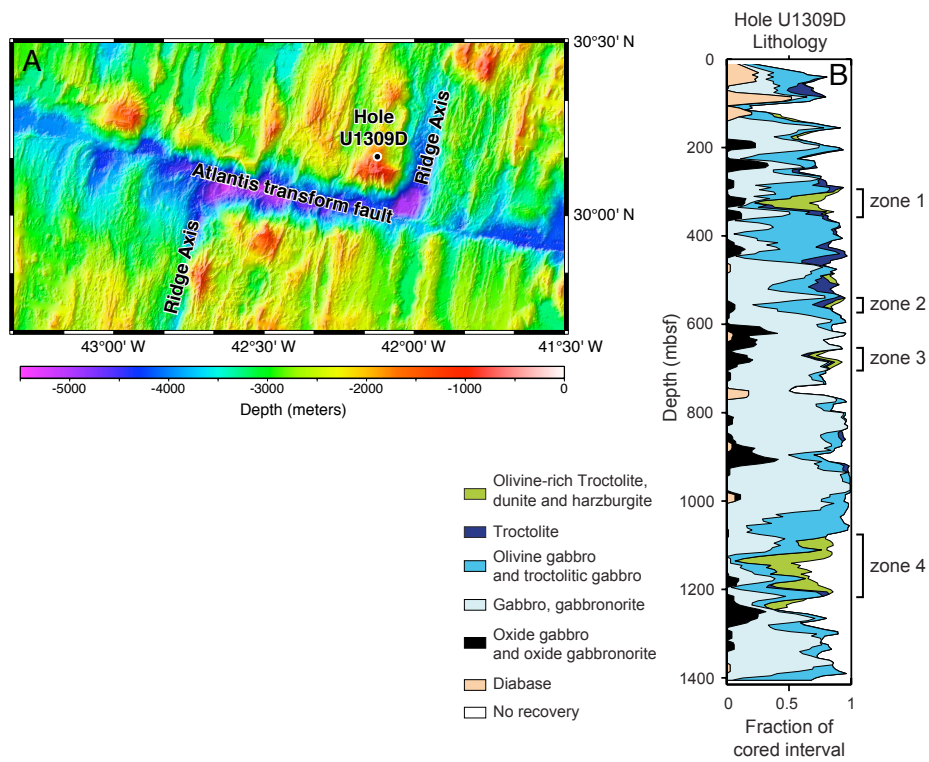 A
30°30' N
Hole
U1309D
Ridge Axis
Atlantis transform fault
30°00' N
Ridge Axis
43°00' W
42°30' W
42°00' W
41°30' W
-5000
-4000
-3000
-2000
-1000
0
Depth (meters)
Hole U1309D
Lithology
B
0
200
400
600
800
1000
1200
1400
Depth (mbsf)
zone 1
zone 2
zone 3
zone 4
0
0.5
1
Fraction of
cored interval
Olivine-rich Troctolite,
dunite and harzburgite
Troctolite
Olivine gabbro
and troctolitic gabbro
Gabbro, gabbronorite
Oxide gabbro
and oxide gabbronorite
Diabase
No recovery